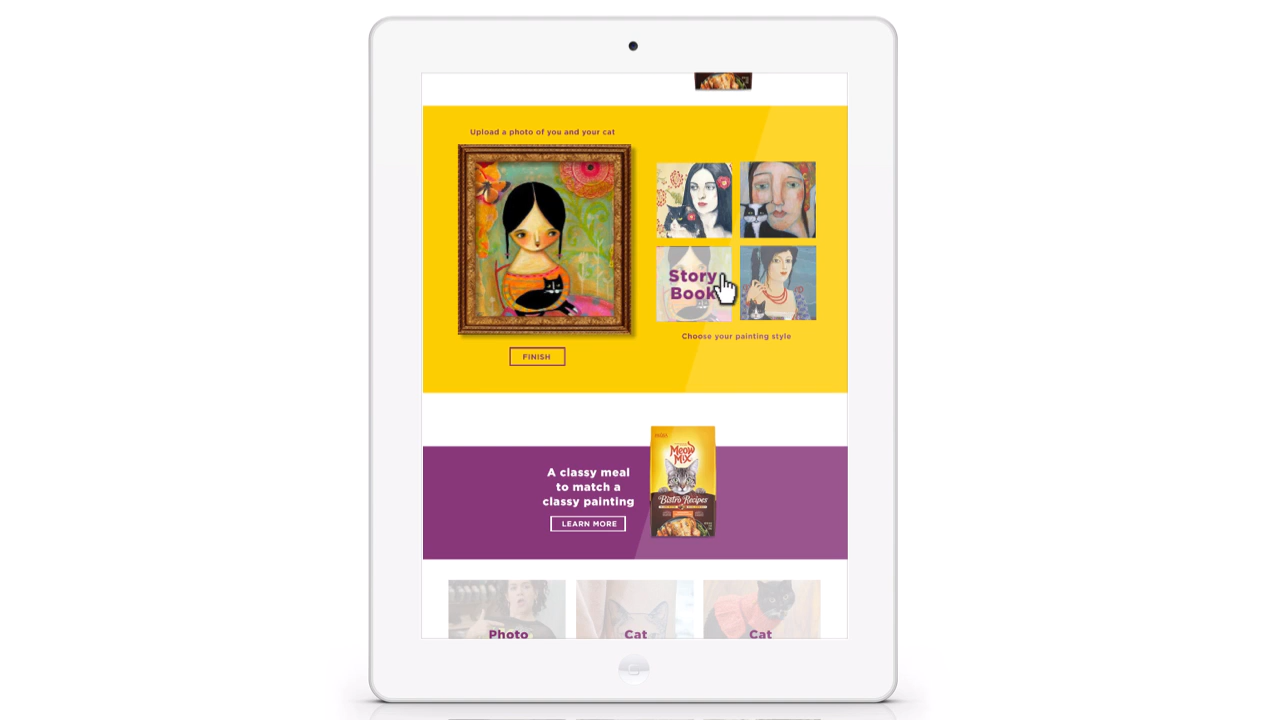 Upload a photo of you and your cat
Story
Book
Choose your painting style
FINISH
A classy meal
to match a
classy painting
LEARN MORE
Meow
Mix
Bistro Recipes
Photo
Cat
Cat